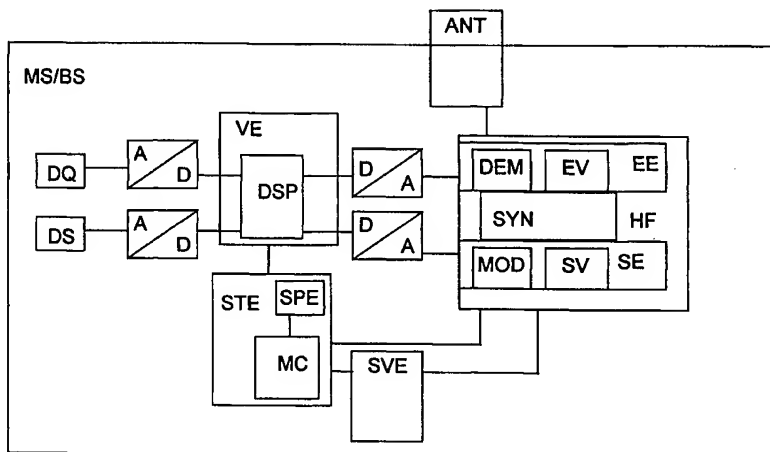 ANT
MS/BS
VE
DQ
A
D
DSP
D
A
DEM
EV
EE
SYN
HF
DS
A
D
D
A
MOD
SV
SE
STE
SPE
MC
SVE